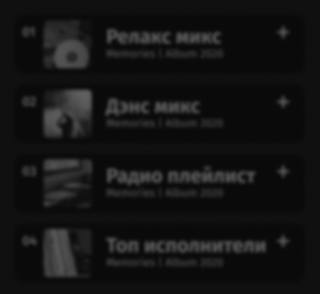 01
Релакс микс
Memories | Album 2020
+
02
Дэнс микс
Memories | Album 2020
+
03
Радио плейлист
Memories | Album 2020
+
04
Топ исполнители
Memories | Album 2020
+